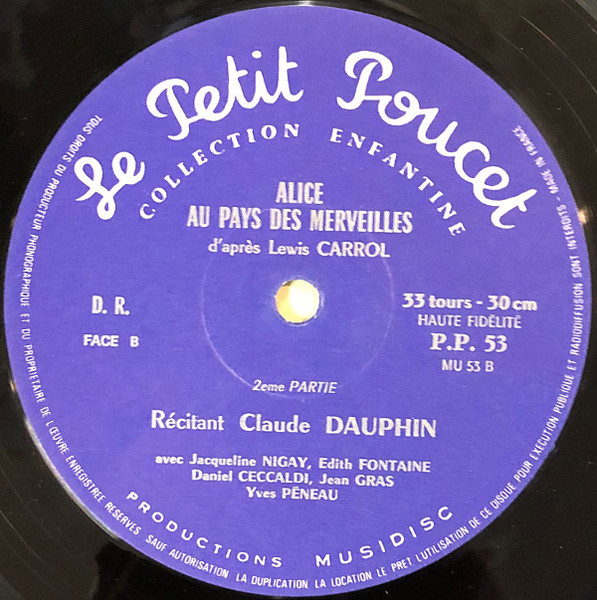 Le Petit Poucet
COLLECTION ENFANTINE
ALICE
AU PAYS DES MERVEILLES
d'après Lewis CARROL
D. R.
FACE B
33 tours - 30 cm
HAUTE FIDÉLITÉ
P.P. 53
MU 53 B
2eme PARTIE
Récitant Claude DAUPHIN
avec Jacqueline NIGAY, Edith FONTAINE
Daniel CECCALDI, Jean GRAS
Yves PÉNEAU
PRODUCTIONS MUSIDISC
TOUS DROITS DU PRODUCTEUR PHONOGRAPHIQUE ET DU PROPRIETAIRE DE L'ŒUVRE ENREGISTREE RESERVES. SAUF AUTORISATION LA DUPLICATION LA LOCATION LE PRET L'UTILISATION DE CE DISQUE POUR EXECUTION PUBLIQUE ET RADIODIFFUSION SONT INTERDITS - MADE IN FRANCE